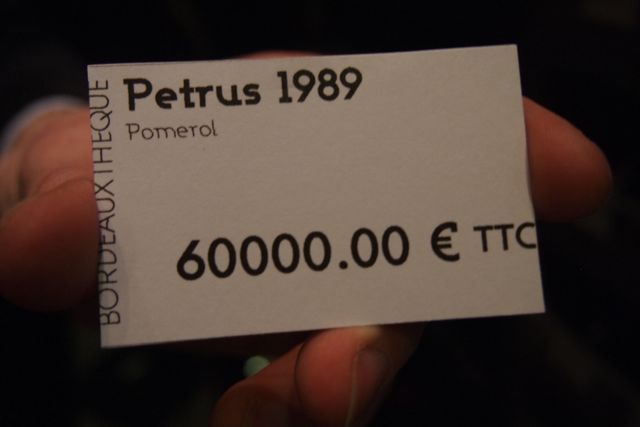 BORDEAUXTHEQUE
Petrus 1989
Pomerol
60000.00 € TTC